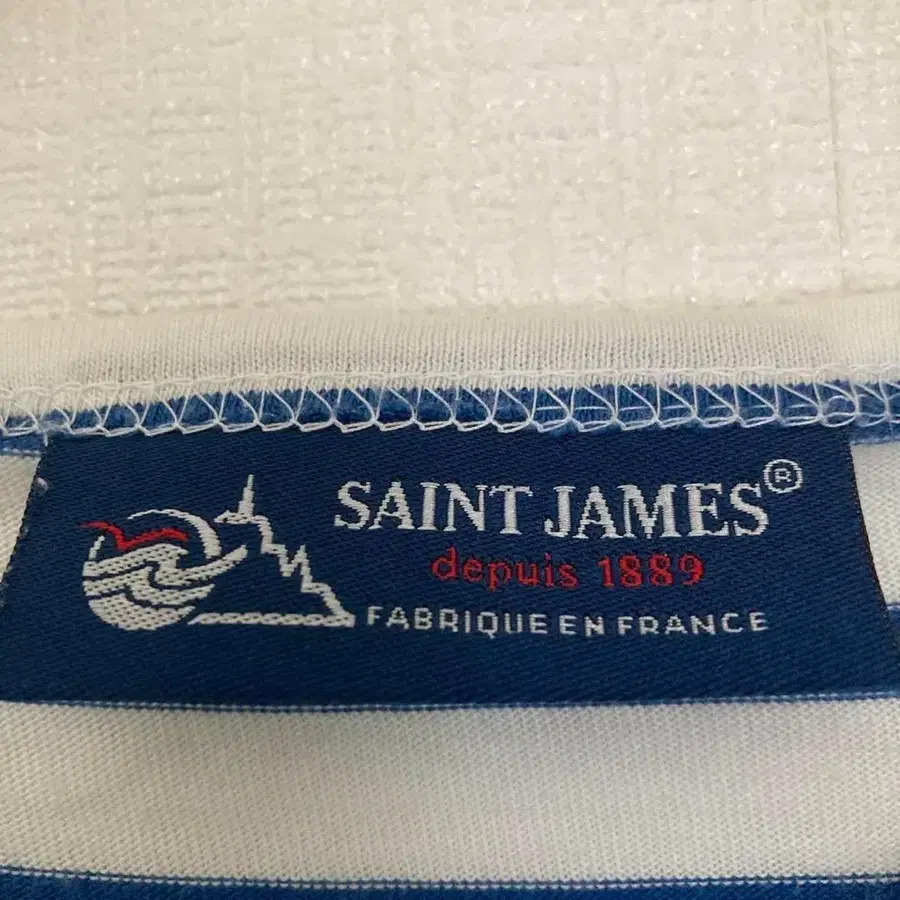 SAINT JAMES®
depuis 1889
FABRIQUE EN FRANCE